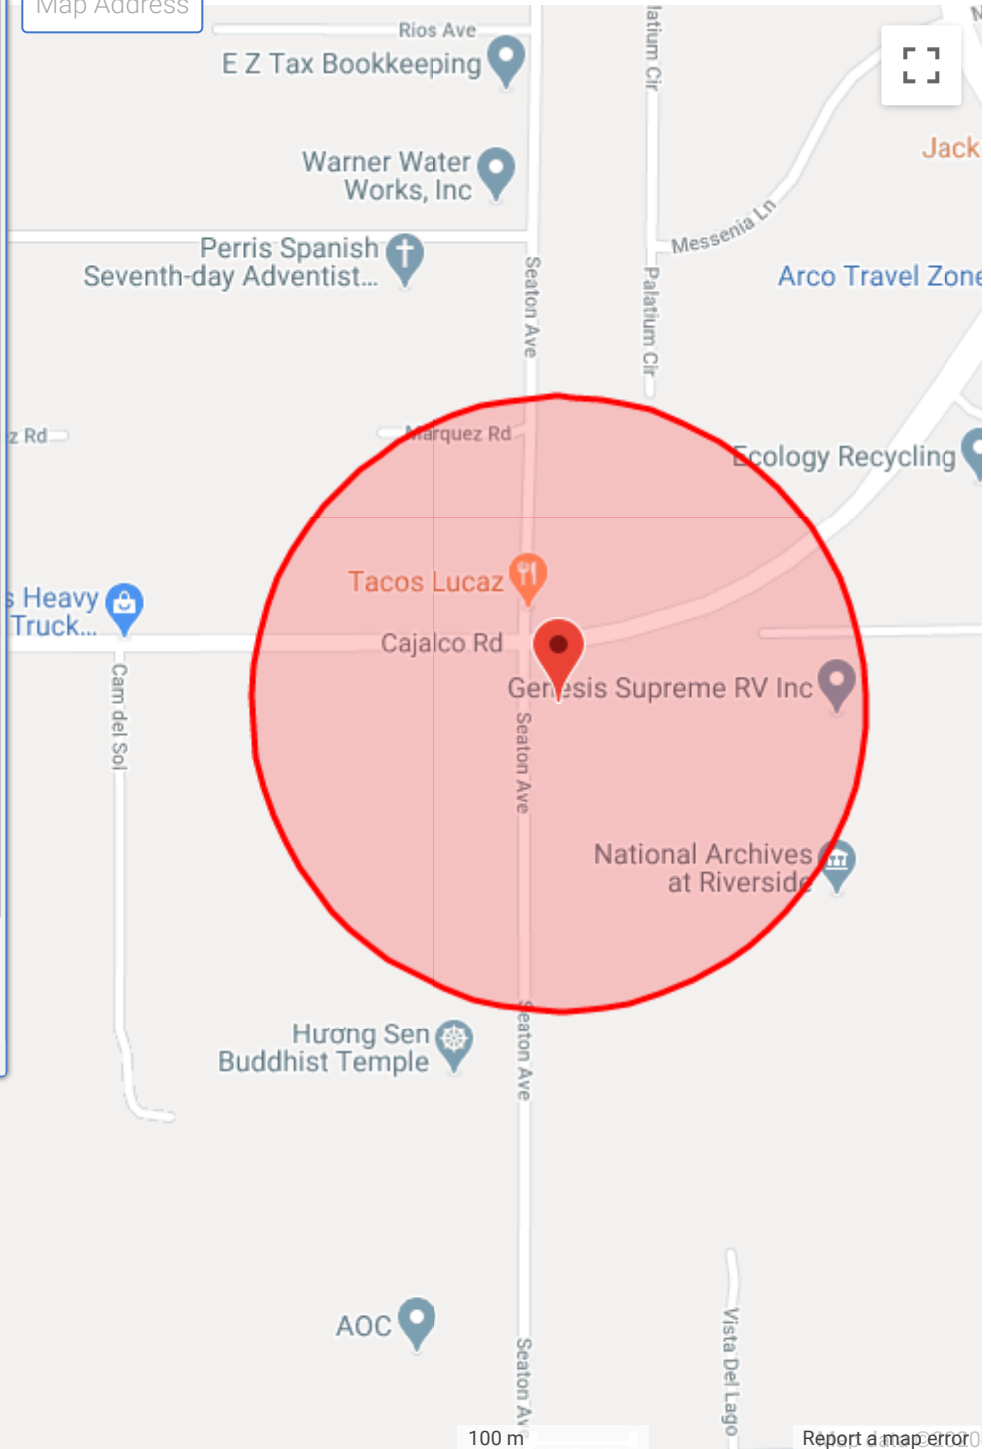 Map Address
Rios Ave
E Z Tax Bookkeeping
latium Cir
Jack
Warner Water
Works, Inc
Messenia Ln
Perris Spanish
Seventh-day Adventist...
Seaton Ave
Palatium Cir
Arco Travel Zone
z Rd
Marquez Rd
Ecology Recycling
Tacos Lucaz
s Heavy
Truck...
Cajalco Rd
Cam del Sol
Genesis Supreme RV Inc
Seaton Ave
National Archives
at Riverside
Seaton Ave
Hương Sen
Buddhist Temple
AOC
Vista Del Lago
Seaton Ave
100 m
Report a map error